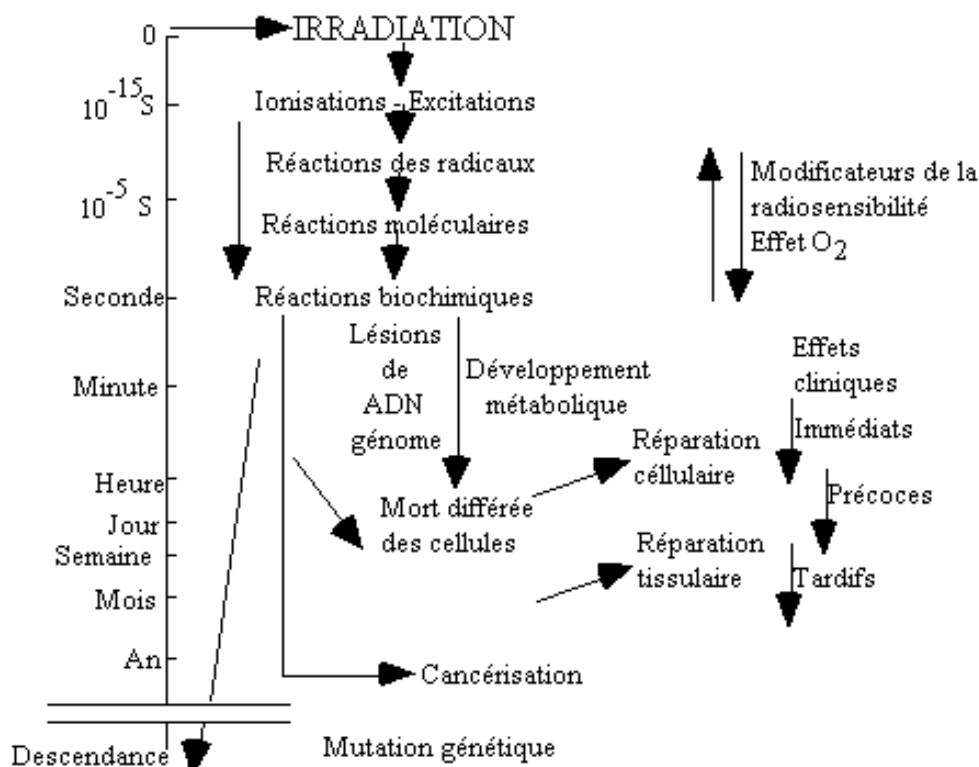 0
IRRADIATION
10-15S
Ionisations - Excitations
Réactions des radicaux
10-5 S
Réactions moléculaires
Modificateurs de la
radiosensibilité
Effet O2
Seconde
Réactions biochimiques
Lésions
de
ADN
génome
Développement
métabolique
Effets
cliniques
Minute
Immédiats
Réparation
céllulaire
Heure
Précoces
Mort différée
des cellules
Jour
Semaine
Réparation
tissulaire
Tardifs
Mois
An
Cancérisation
Descendance
Mutation génétique